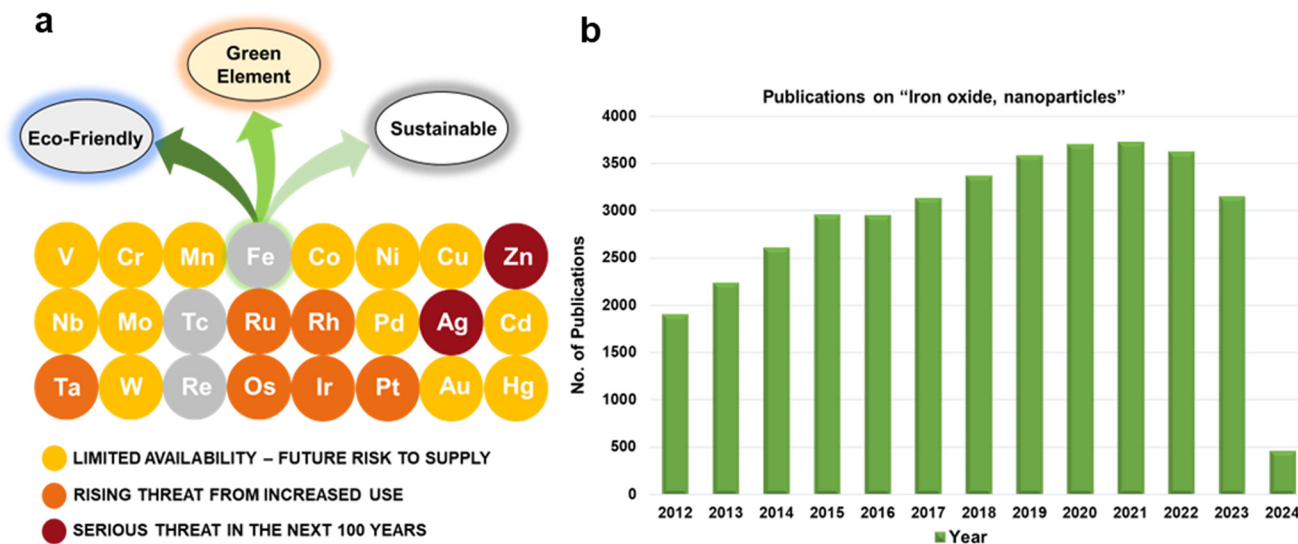 a
Green
Element
Eco-Friendly
Sustainable
V Cr Mn Fe Co Ni Cu Zn
Nb Mo Tc Ru Rh Pd Ag Cd
Ta W Re Os Ir Pt Au Hg
LIMITED AVAILABILITY – FUTURE RISK TO SUPPLY
RISING THREAT FROM INCREASED USE
SERIOUS THREAT IN THE NEXT 100 YEARS
b
Publications on “Iron oxide, nanoparticles”
No. of Publications
4000
3500
3000
2500
2000
1500
1000
500
0
2012 2013 2014 2015 2016 2017 2018 2019 2020 2021 2022 2023 2024
Year